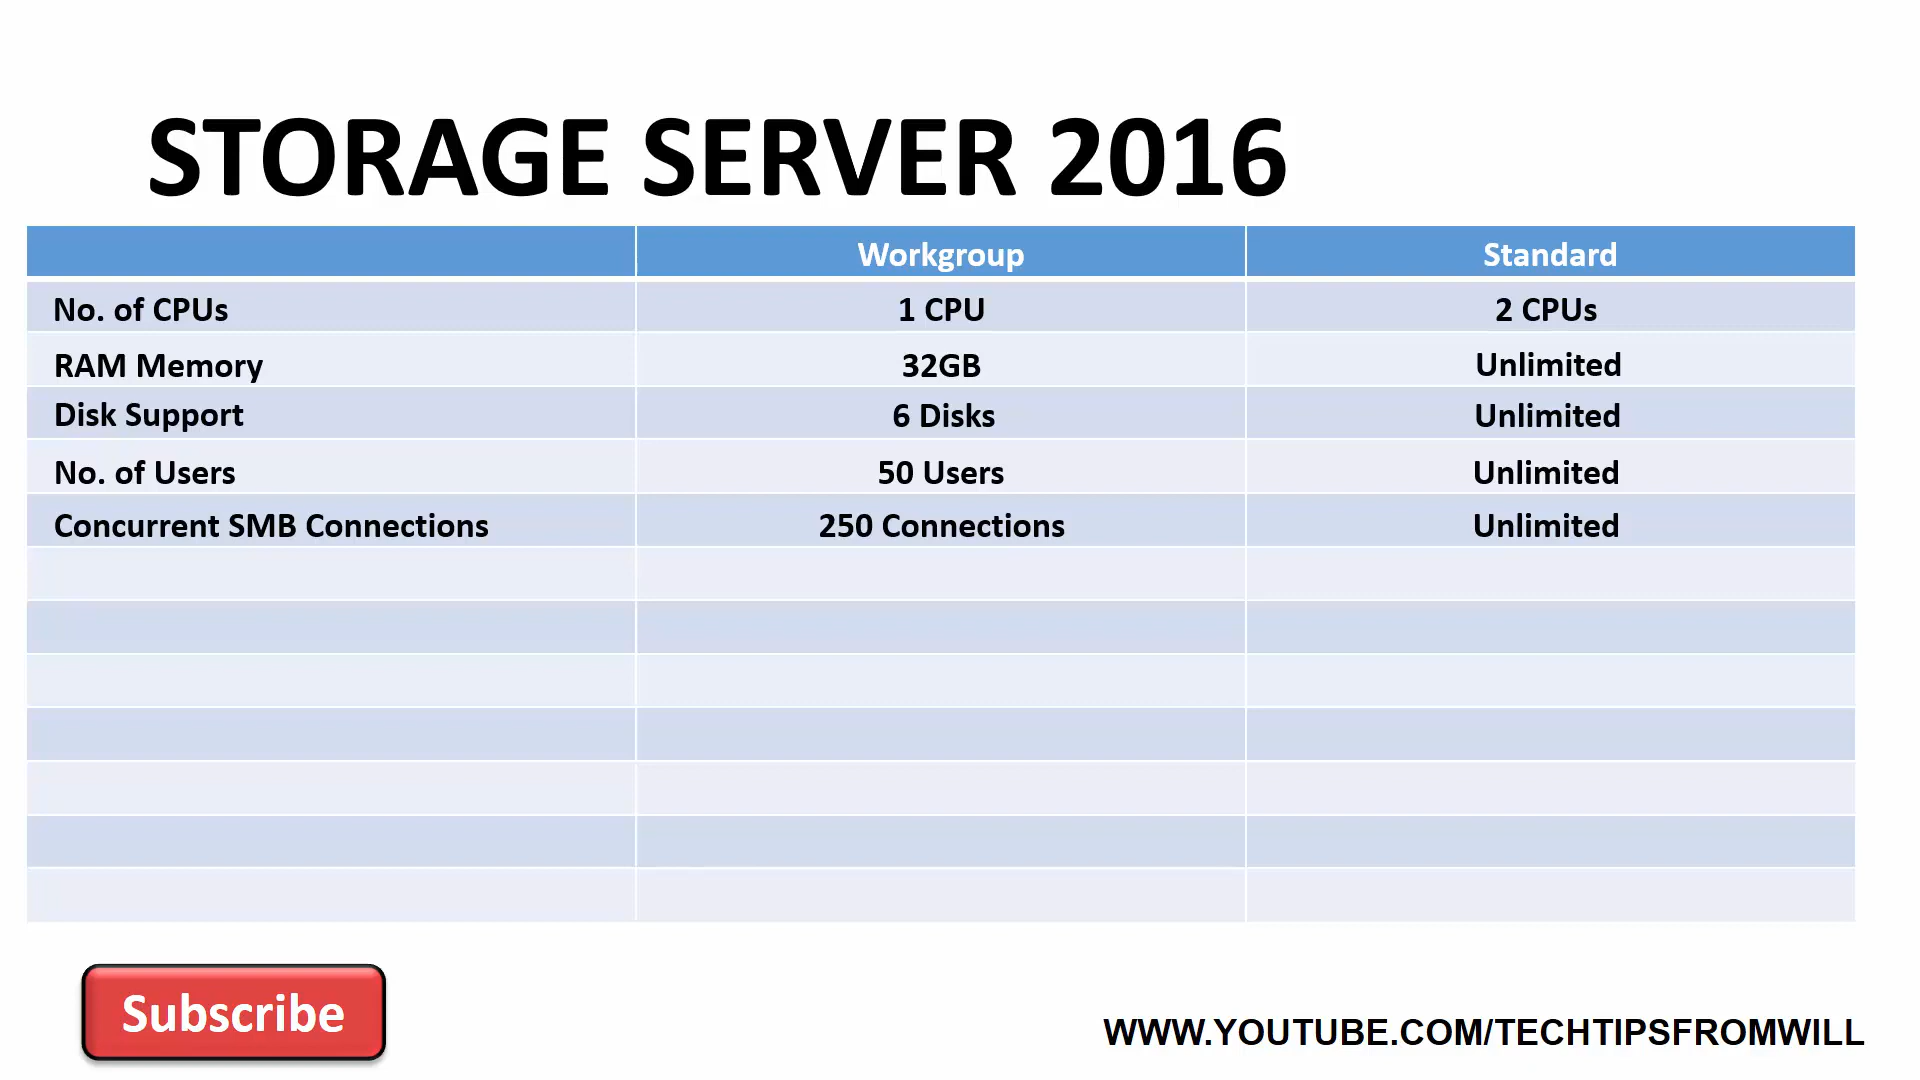 STORAGE SERVER 2016
Workgroup Standard
No. of CPUs 1 CPU 2 CPUs
RAM Memory 32GB Unlimited
Disk Support 6 Disks Unlimited
No. of Users 50 Users Unlimited
Concurrent SMB Connections 250 Connections Unlimited
Subscribe
WWW.YOUTUBE.COM/TECHTIPSFROMWILL